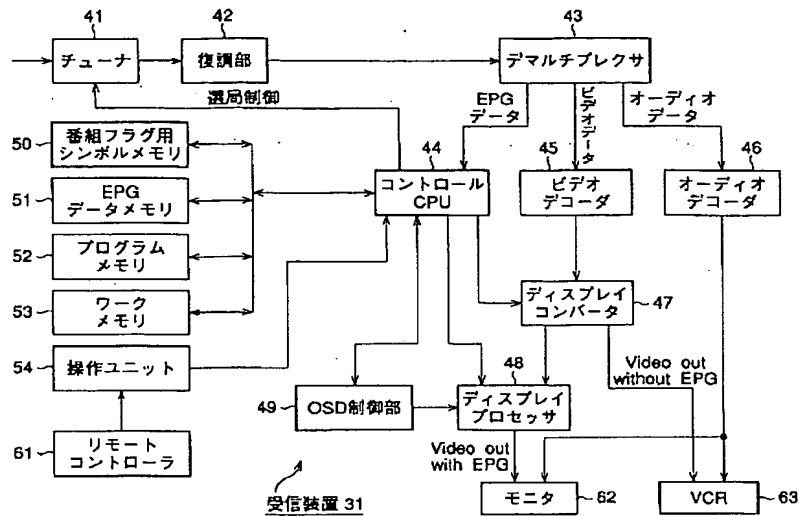 41
42
43
チューナ
復調部
デマルチプレクサ
選局制御
EPG
データ
ビデオデータ
オーディオ
データ
50
番組フラグ用
シンボルメモリ
44
45
46
コントロール
CPU
ビデオ
デコーダ
オーディオ
デコーダ
51
EPG
データメモリ
52
プログラム
メモリ
53
ワーク
メモリ
ディスプレイ
コンバータ
47
54
操作ユニット
Video out
without EPG
48
49
OSD制御部
ディスプレイ
プロセッサ
61
リモート
コントローラ
Video out
with EPG
受信装置 31
モニタ
62
VCR
63